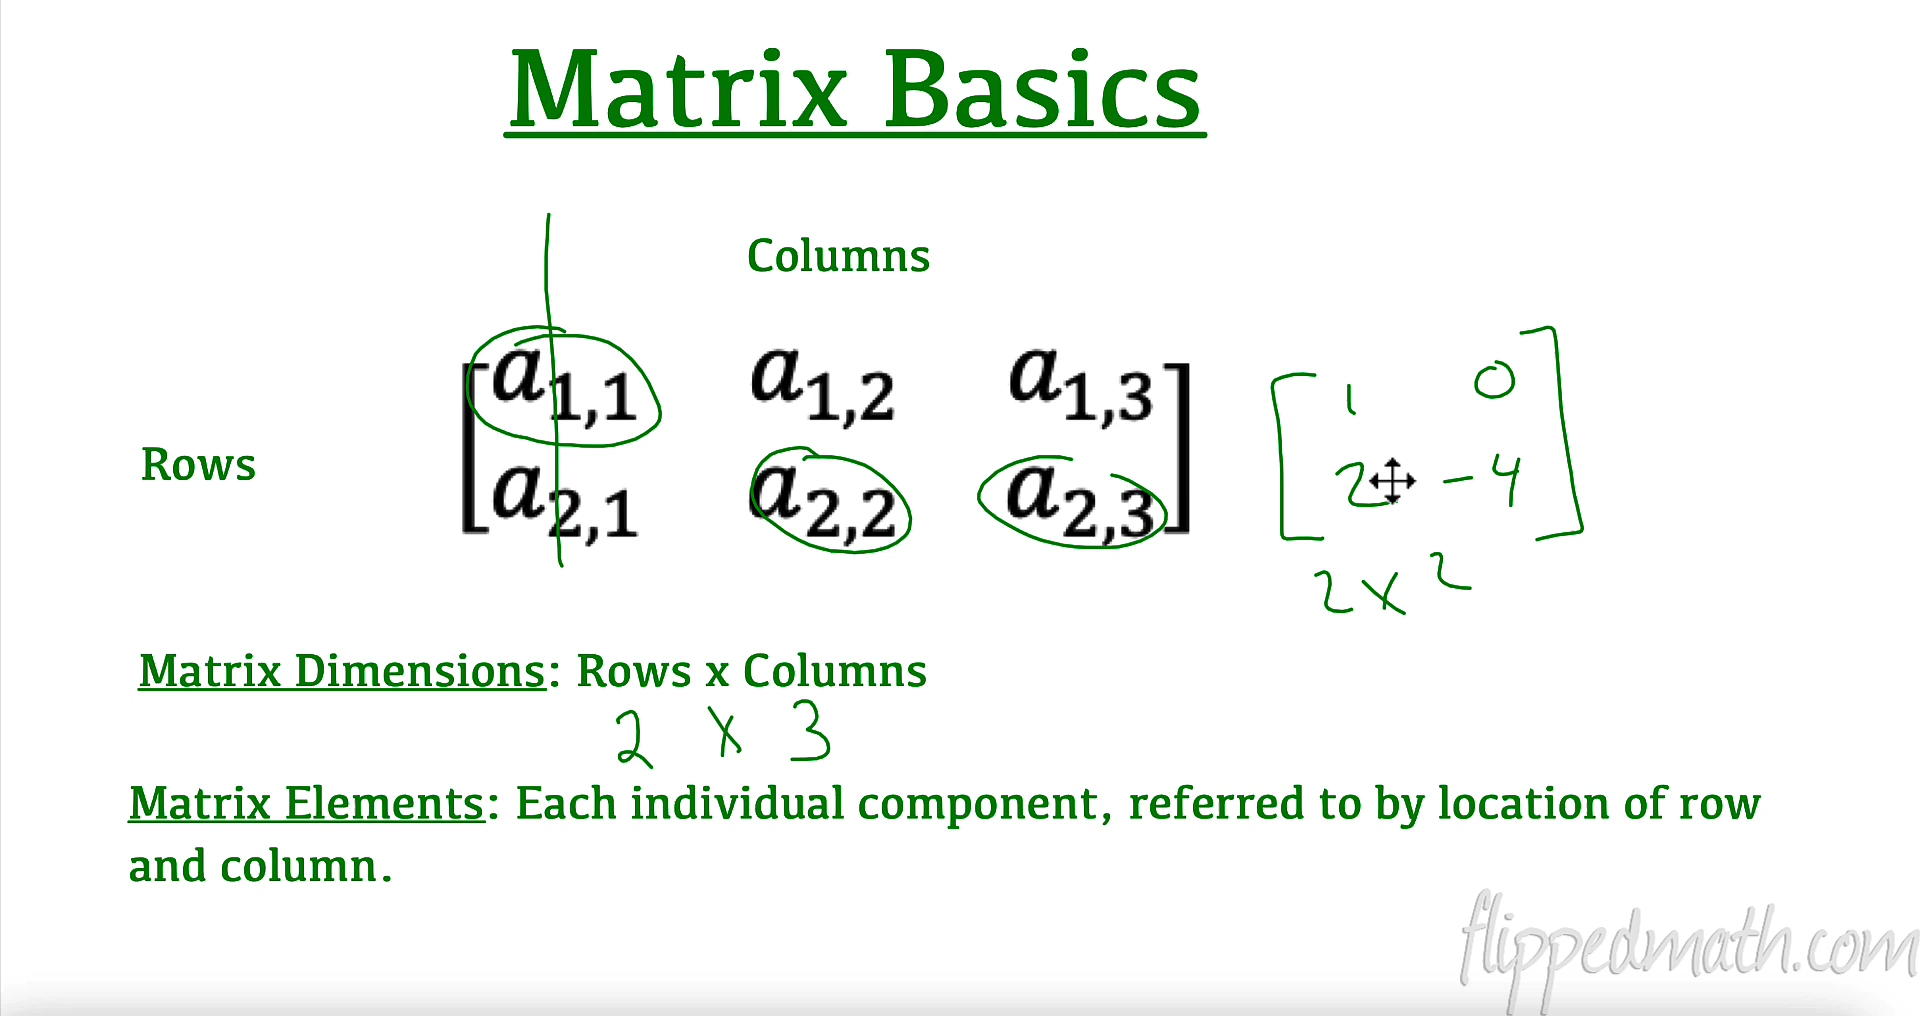 Matrix Basics
Columns
a1,1 a1,2 a1,3 1 0
Rows
a2,1 a2,2 a2,3 2 -4
2x2
Matrix Dimensions: Rows x Columns
2 x 3
Matrix Elements: Each individual component, referred to by location of row
and column.
flippedmath.com